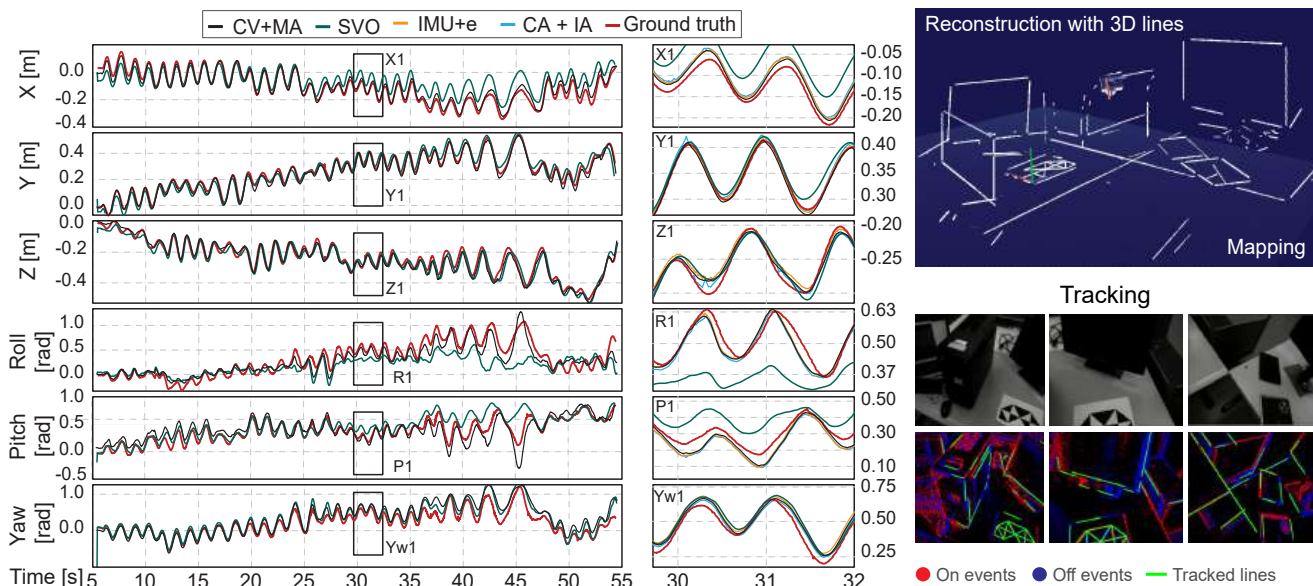 CV+MA SVO IMU+e CA + IA Ground truth
X [m]
0.0
-0.2
-0.4
X1
X1
-0.05
-0.10
-0.15
-0.20
Y [m]
0.4
0.2
0.0
Y1
Y1
0.40
0.30
Z [m]
0.0
-0.2
-0.4
Z1
Z1
-0.20
-0.25
Roll
[rad]
1.0
0.5
0.0
R1
R1
0.63
0.50
0.37
Pitch
[rad]
1.0
0.5
0.0
-0.5
P1
P1
0.50
0.30
0.10
Yaw
[rad]
1.0
0.0
Yw1
Yw1
0.75
0.50
0.25
Time [s]
5 10 15 20 25 30 35 40 45 50 55
30 31 32
Reconstruction with 3D lines
Mapping
Tracking
On events Off events Tracked lines